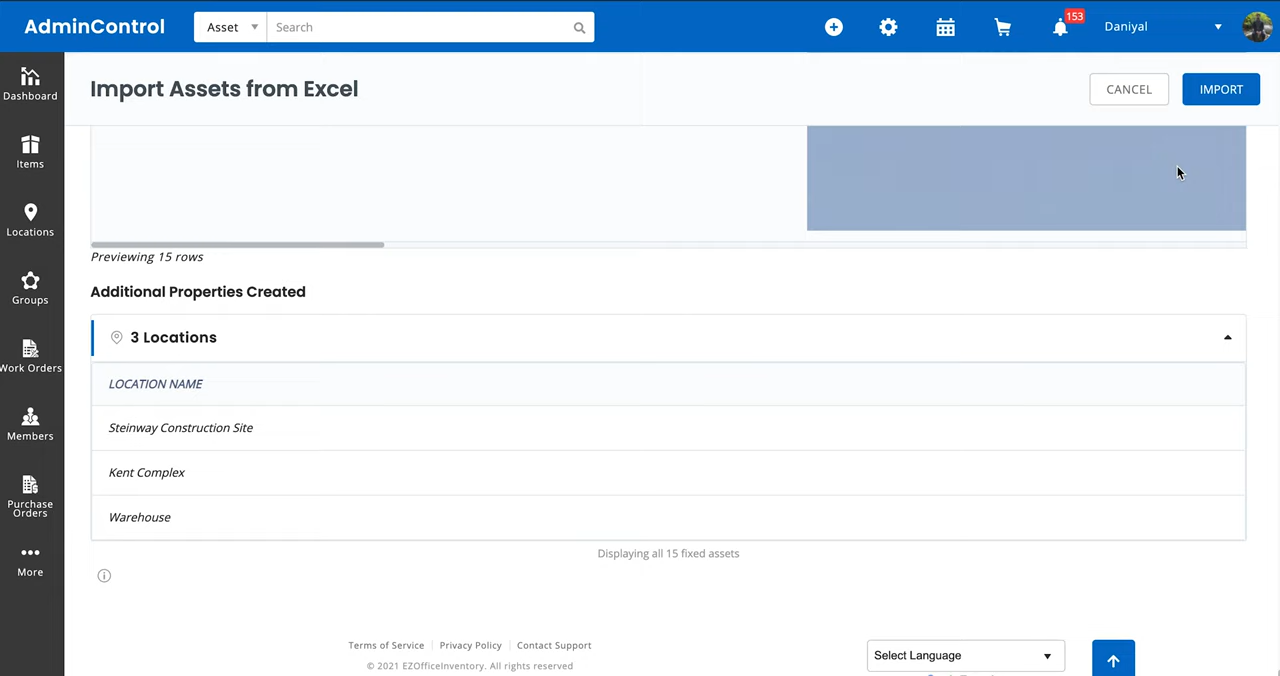 AdminControl
Asset
Search
153
Daniyal
Import Assets from Excel
CANCEL
IMPORT
Dashboard
Items
Locations
Groups
Work Orders
Members
Purchase
Orders
More
Previewing 15 rows
Additional Properties Created
3 Locations
LOCATION NAME
Steinway Construction Site
Kent Complex
Warehouse
Displaying all 15 fixed assets
Terms of Service
Privacy Policy
Contact Support
© 2021 EZOfficeInventory. All rights reserved
Select Language